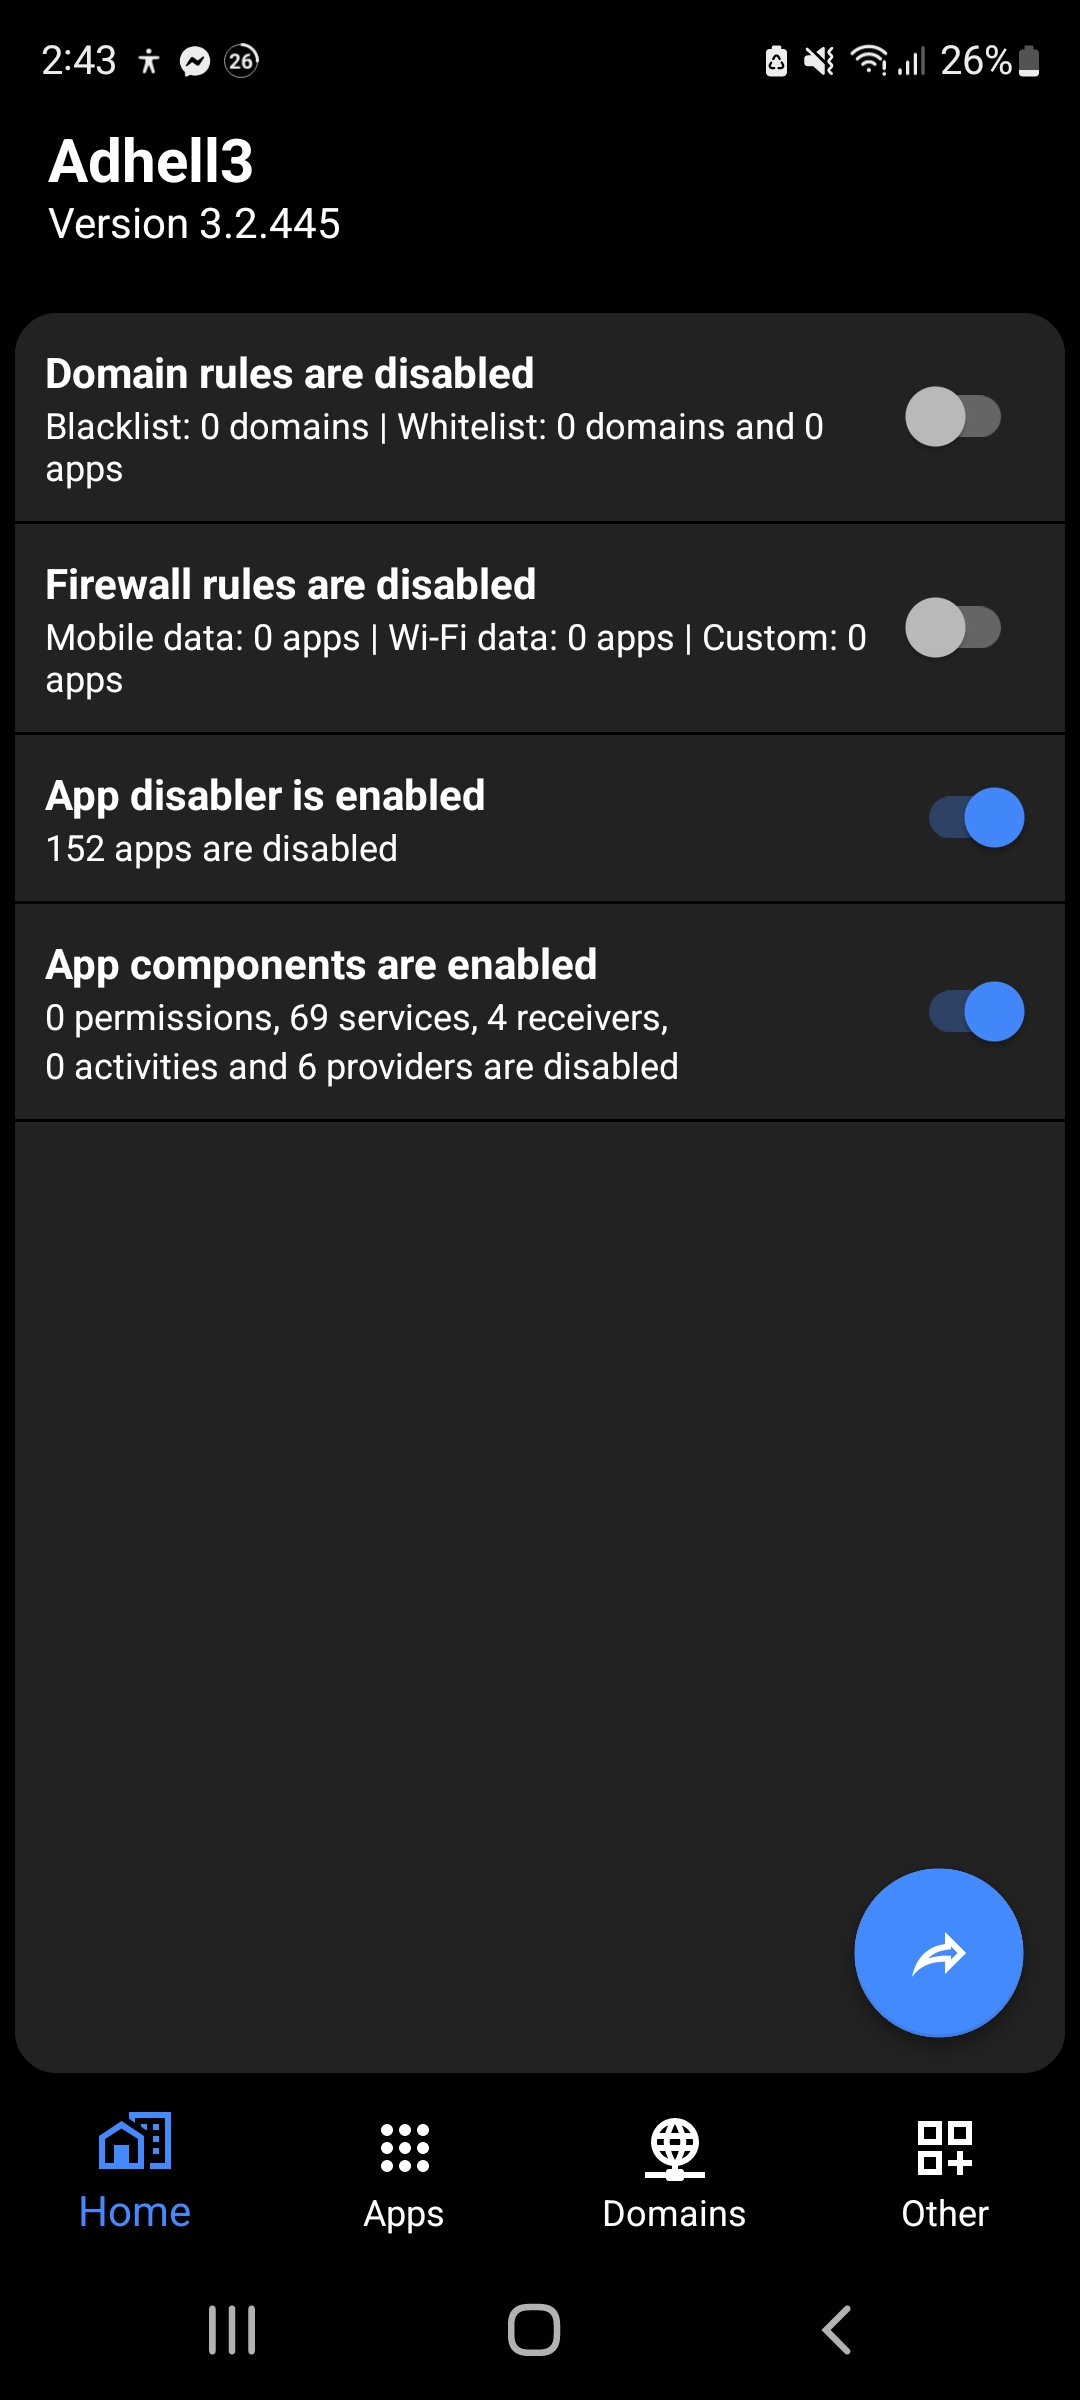 2:43 26 26%
Adhell3
Version 3.2.445
Domain rules are disabled
Blacklist: 0 domains | Whitelist: 0 domains and 0
apps
Firewall rules are disabled
Mobile data: 0 apps | Wi-Fi data: 0 apps | Custom: 0
apps
App disabler is enabled
152 apps are disabled
App components are enabled
0 permissions, 69 services, 4 receivers,
0 activities and 6 providers are disabled
Home Apps Domains Other